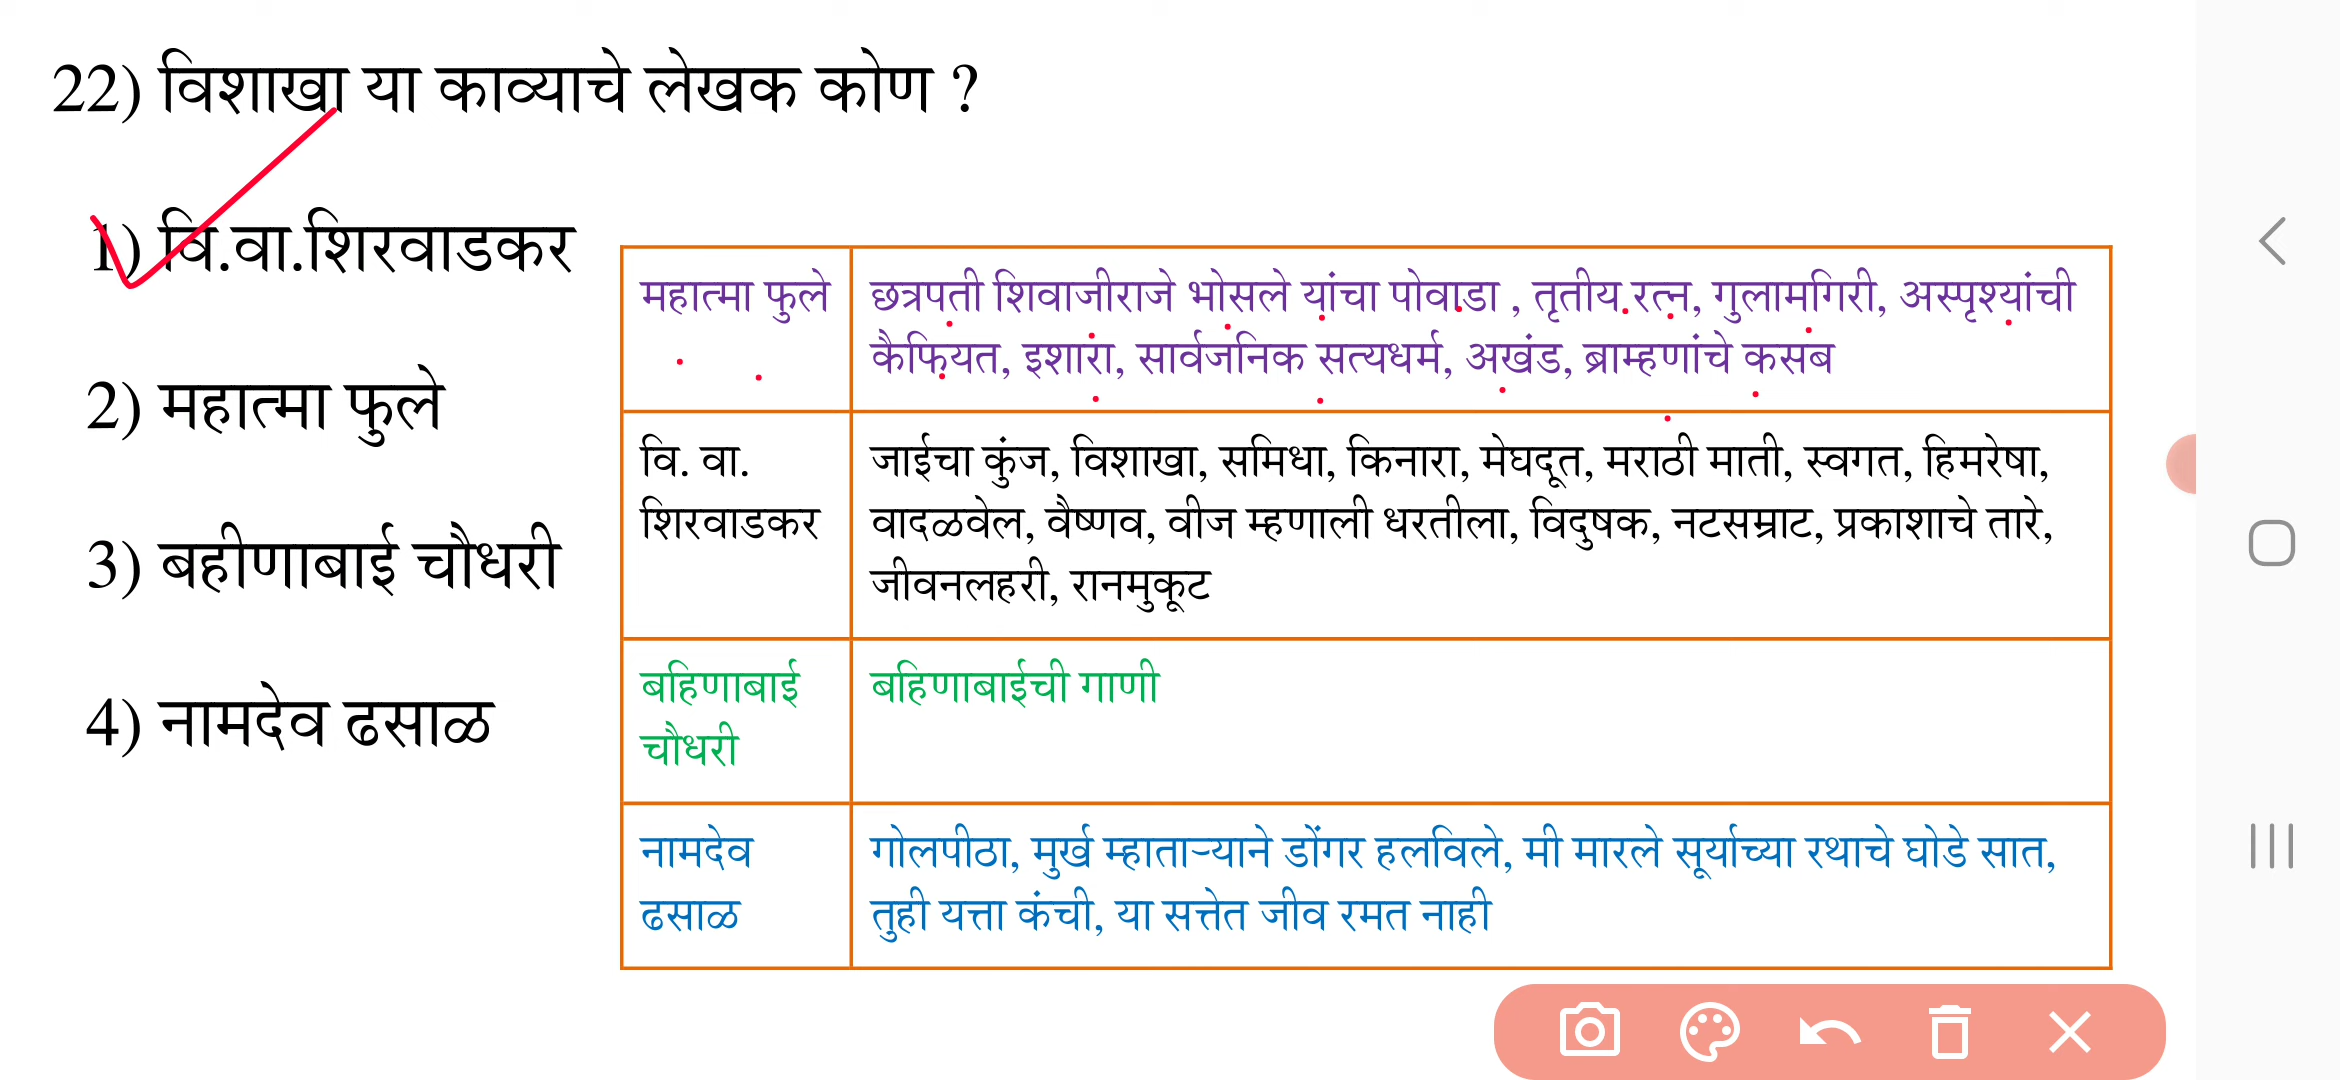 22) विशाखा या काव्याचे लेखक कोण ?
1) वि.वा.शिरवाडकर
2) महात्मा फुले
3) बहीणाबाई चौधरी
4) नामदेव ढसाळ
महात्मा फुले
छत्रपती शिवाजीराजे भोसले यांचा पोवाडा , तृतीय रत्न, गुलामगिरी, अस्पृश्यांची
कैफियत, इशारा, सार्वजनिक सत्यधर्म, अखंड, ब्राम्हणांचे कसब
वि. वा.
शिरवाडकर
जाईचा कुंज, विशाखा, समिधा, किनारा, मेघदूत, मराठी माती, स्वगत, हिमरेषा,
वादळवेल, वैष्णव, वीज म्हणाली धरतीला, विदुषक, नटसम्राट, प्रकाशाचे तारे,
जीवनलहरी, रानमुकूट
बहिणाबाई
चौधरी
बहिणाबाईची गाणी
नामदेव
ढसाळ
गोलपीठा, मुर्ख म्हाताऱ्याने डोंगर हलविले, मी मारले सूर्याच्या रथाचे घोडे सात,
तुही यत्ता कंची, या सत्तेत जीव रमत नाही